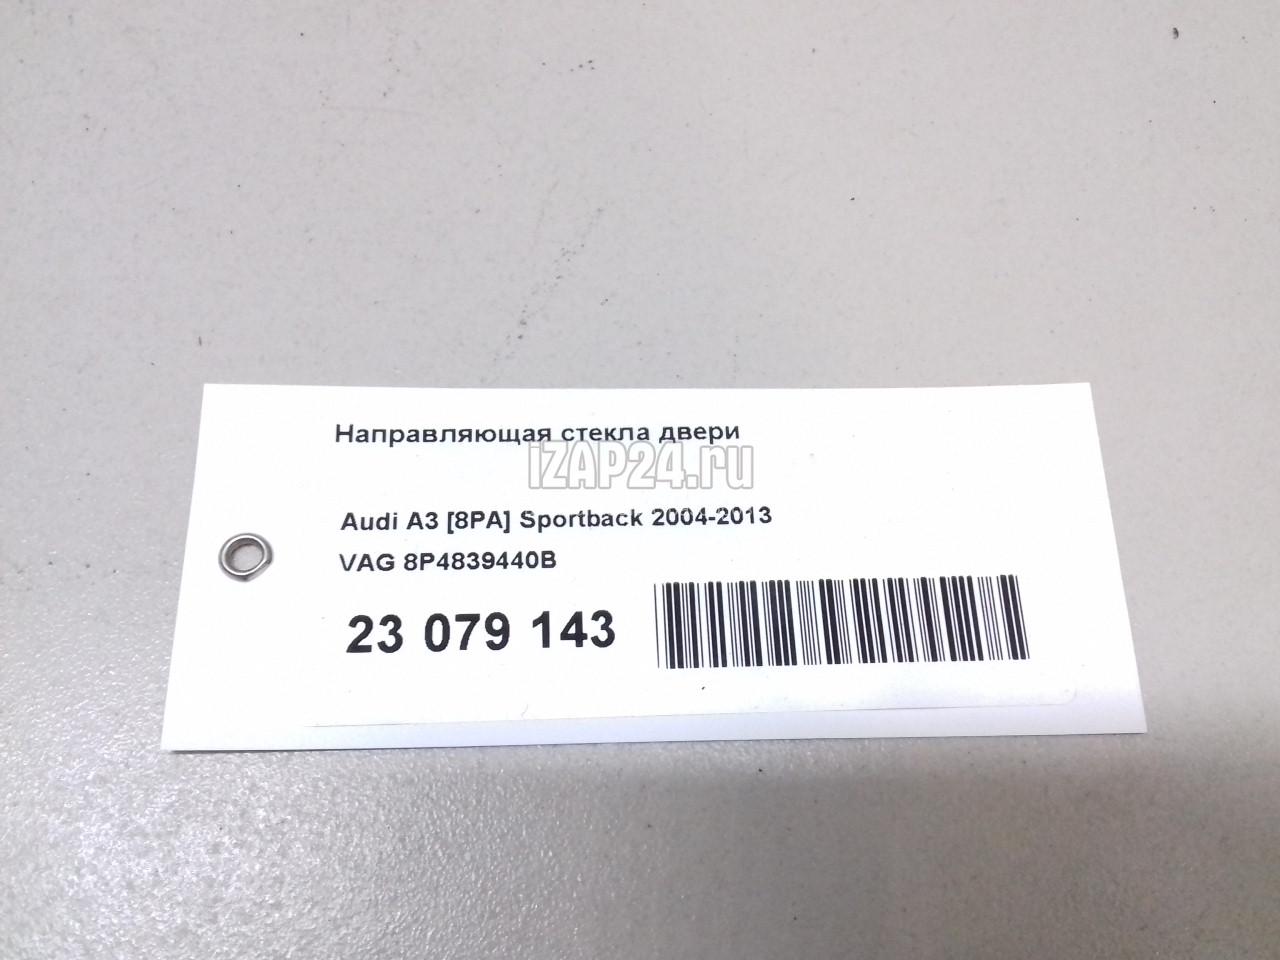 Направляющая стекла двери
iZAP24.ru
Audi A3 [8PA] Sportback 2004-2013
VAG 8P4839440B
23 079 143